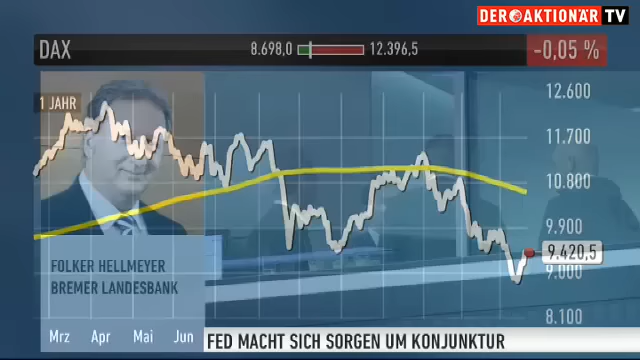 DER AKTIONÄR TV
DAX
8.698,0
12.396,5
-0,05 %
1 JAHR
12.600
11.700
10.800
9.900
9.420,5
9.000
8.100
FOLKER HELLMEYER
BREMER LANDESBANK
Mrz Apr Mai Jun
FED MACHT SICH SORGEN UM KONJUNKTUR